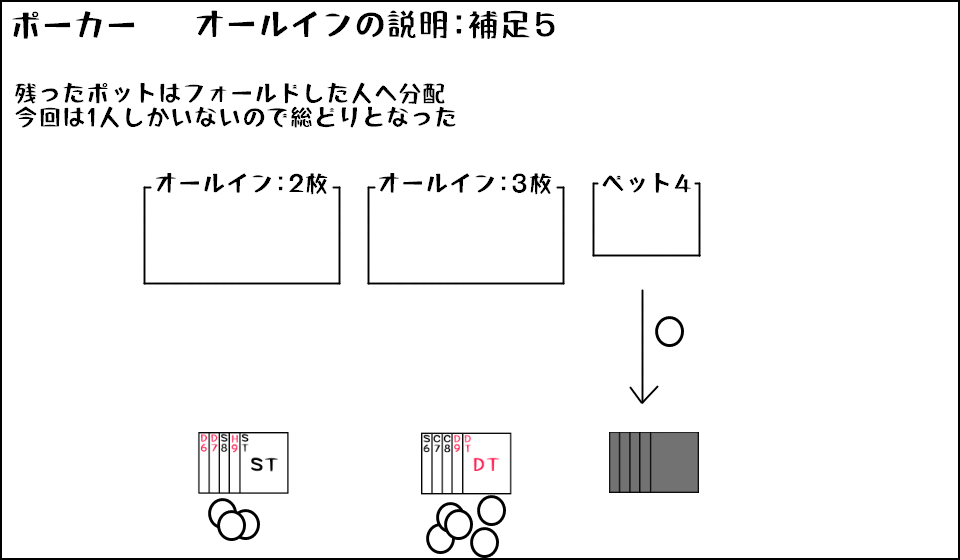 ポーカー　　オールインの説明：補足5
残ったポットはフォールドした人へ分配
今回は1人しかいないので総どりとなった
オールイン：2枚
オールイン：3枚
ベット4
D6 D7 S8 H9 ST
ST
S6 C7 C8 D9 DT
DT